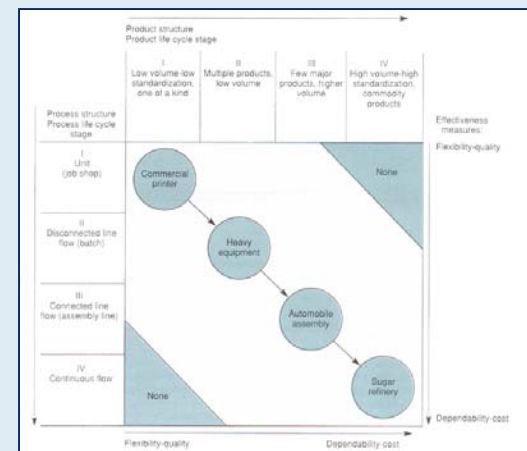 Product structure
Product life cycle stage
I
Low volume-low
standardization,
one of a kind
II
Multiple products,
low volume
III
Few major
products, higher
volume
IV
High volume-high
standardization,
commodity
products
Process structure
Process life cycle
stage
Effectiveness
measures:
Flexibility-quality
I
Unit
(job shop)
Commercial
printer
None
II
Disconnected line
flow (batch)
Heavy
equipment
III
Connected line
flow (assembly line)
Automobile
assembly
IV
Continuous flow
None
Sugar
refinery
Dependability-cost
Flexibility-quality
Dependability-cost